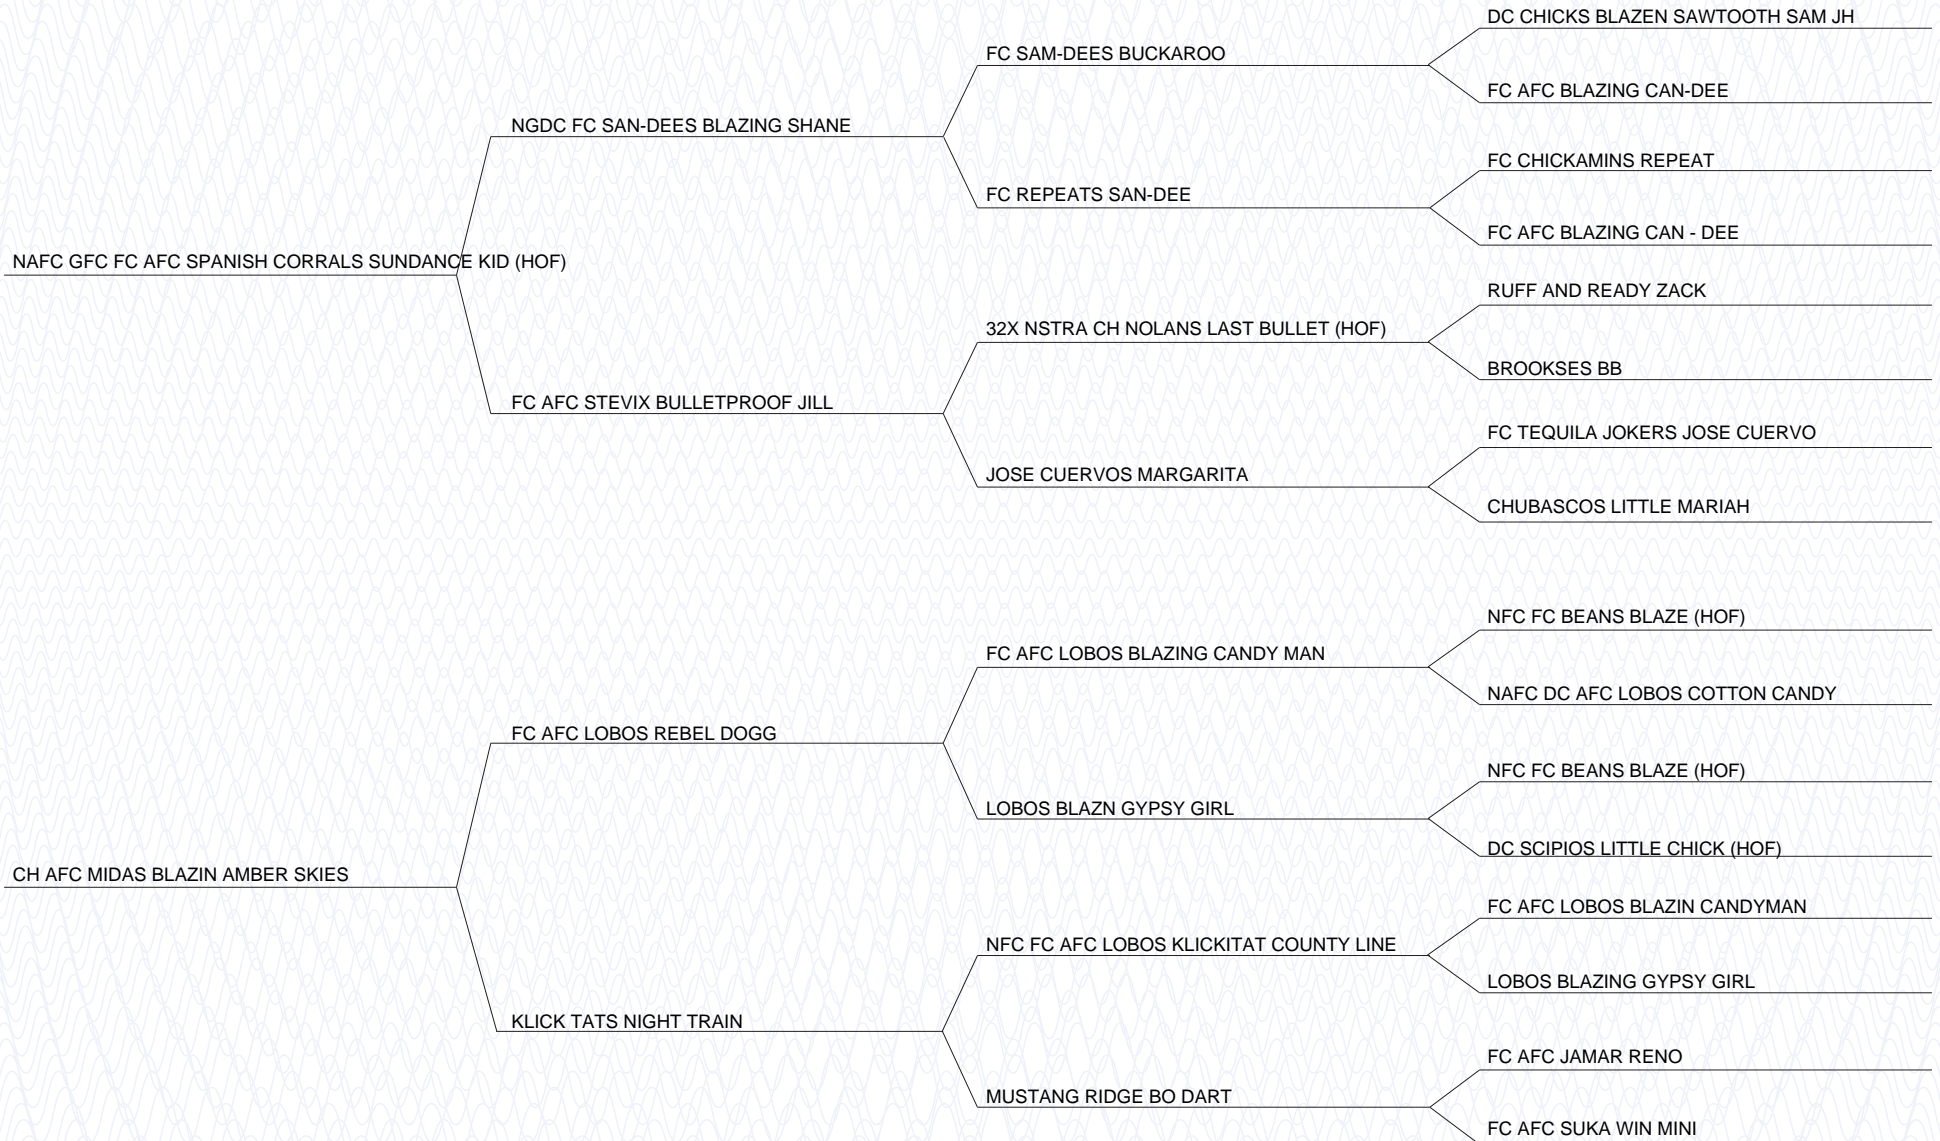 DC CHICKS BLAZEN SAWTOOTH SAM JH
FC SAM-DEES BUCKAROO
FC AFC BLAZING CAN-DEE
NGDC FC SAN-DEES BLAZING SHANE
FC CHICKAMINS REPEAT
FC REPEATS SAN-DEE
FC AFC BLAZING CAN - DEE
NAFC GFC FC AFC SPANISH CORRALS SUNDANCE KID (HOF)
RUFF AND READY ZACK
32X NSTRA CH NOLANS LAST BULLET (HOF)
BROOKSES BB
FC AFC STEVIX BULLETPROOF JILL
FC TEQUILA JOKERS JOSE CUERVO
JOSE CUERVOS MARGARITA
CHUBASCOS LITTLE MARIAH
NFC FC BEANS BLAZE (HOF)
FC AFC LOBOS BLAZING CANDY MAN
NAFC DC AFC LOBOS COTTON CANDY
FC AFC LOBOS REBEL DOGG
NFC FC BEANS BLAZE (HOF)
LOBOS BLAZN GYPSY GIRL
DC SCIPIOS LITTLE CHICK (HOF)
CH AFC MIDAS BLAZIN AMBER SKIES
FC AFC LOBOS BLAZIN CANDYMAN
NFC FC AFC LOBOS KLICKITAT COUNTY LINE
LOBOS BLAZING GYPSY GIRL
KLICK TATS NIGHT TRAIN
FC AFC JAMAR RENO
MUSTANG RIDGE BO DART
FC AFC SUKA WIN MINI